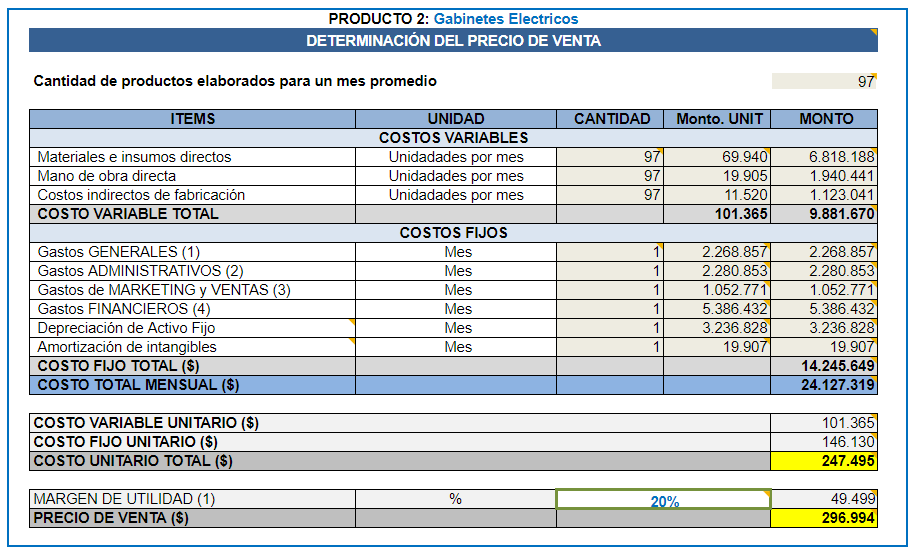 PRODUCTO 2: Gabinetes Electricos
DETERMINACIÓN DEL PRECIO DE VENTA
Cantidad de productos elaborados para un mes promedio 97
ITEMS UNIDAD CANTIDAD Monto. UNIT MONTO
COSTOS VARIABLES
Materiales e insumos directos Unidadades por mes 97 69.940 6.818.188
Mano de obra directa Unidadades por mes 97 19.905 1.940.441
Costos indirectos de fabricación Unidadades por mes 97 11.520 1.123.041
COSTO VARIABLE TOTAL 101.365 9.881.670
COSTOS FIJOS
Gastos GENERALES (1) Mes 1 2.268.857 2.268.857
Gastos ADMINISTRATIVOS (2) Mes 1 2.280.853 2.280.853
Gastos de MARKETING y VENTAS (3) Mes 1 1.052.771 1.052.771
Gastos FINANCIEROS (4) Mes 1 5.386.432 5.386.432
Depreciación de Activo Fijo Mes 1 3.236.828 3.236.828
Amortización de intangibles Mes 1 19.907 19.907
COSTO FIJO TOTAL ($) 14.245.649
COSTO TOTAL MENSUAL ($) 24.127.319
COSTO VARIABLE UNITARIO ($) 101.365
COSTO FIJO UNITARIO ($) 146.130
COSTO UNITARIO TOTAL ($) 247.495
MARGEN DE UTILIDAD (1) % 20% 49.499
PRECIO DE VENTA ($) 296.994